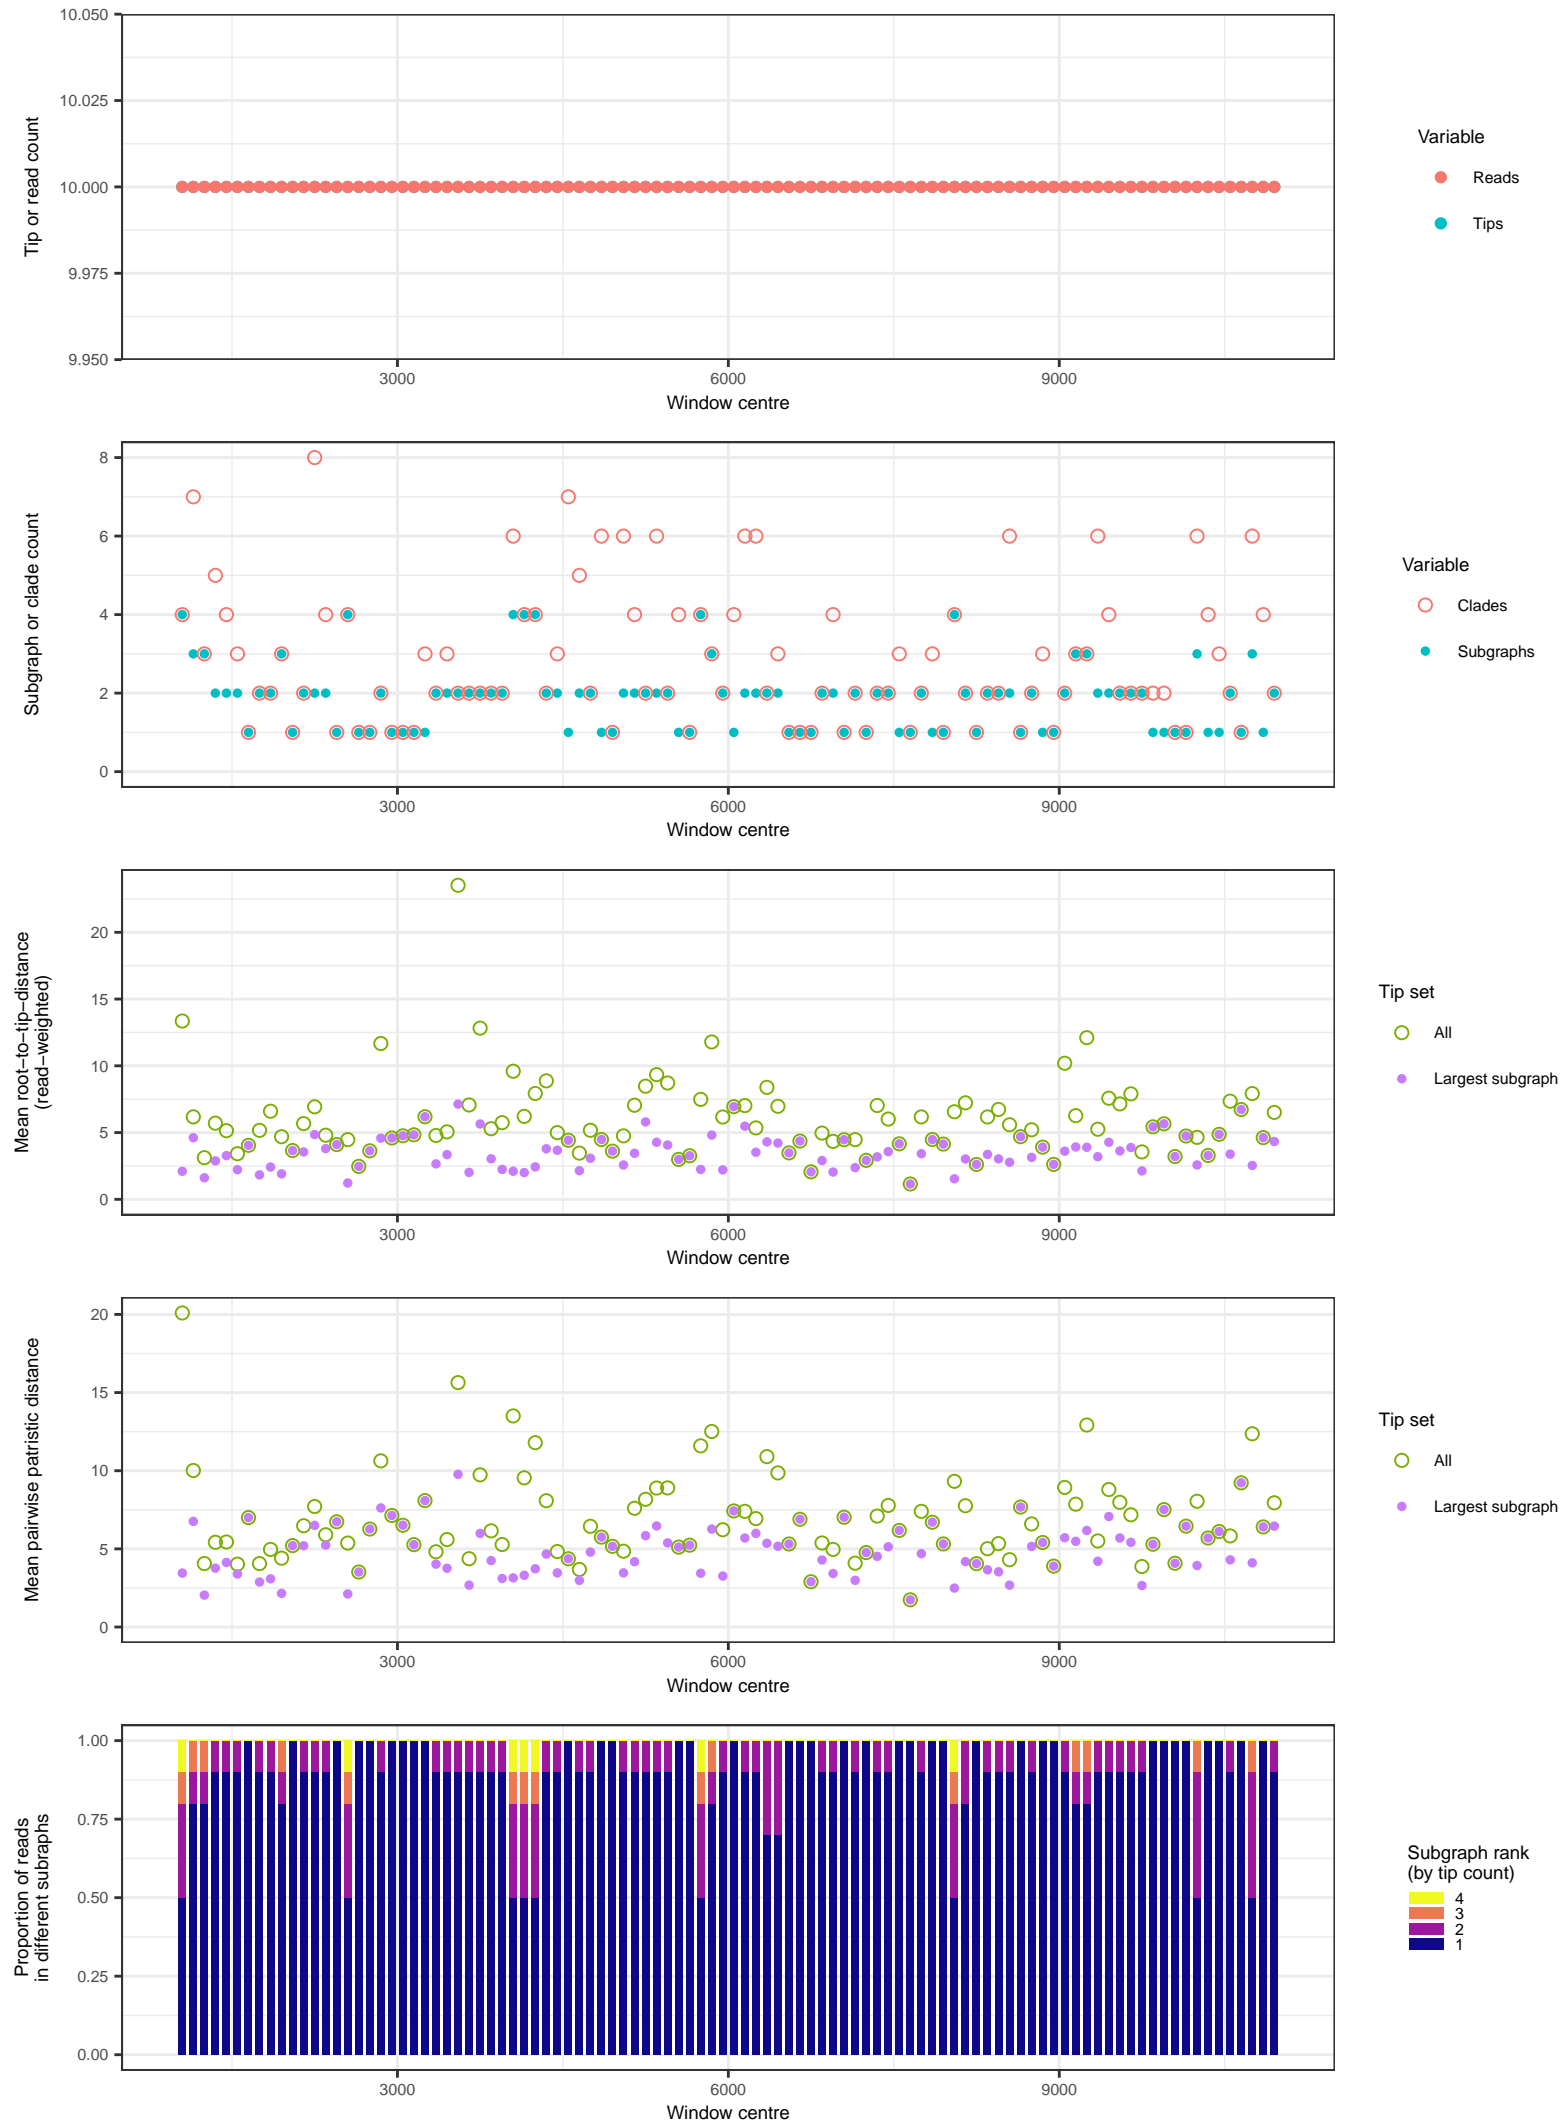 10.050
10.025
10.000
9.975
9.950
Tip or read count
3000
6000
9000
Window centre
Variable
Reads
Tips
8
6
4
2
0
Subgraph or clade count
3000
6000
9000
Window centre
Variable
Clades
Subgraphs
20
15
10
5
0
Mean root−to−tip−distance
(read−weighted)
3000
6000
9000
Window centre
Tip set
All
Largest subgraph
20
15
10
5
0
Mean pairwise patristic distance
3000
6000
9000
Window centre
Tip set
All
Largest subgraph
1.00
0.75
0.50
0.25
0.00
Proportion of reads
in different subraphs
3000
6000
9000
Window centre
Subgraph rank
(by tip count)
4
3
2
1